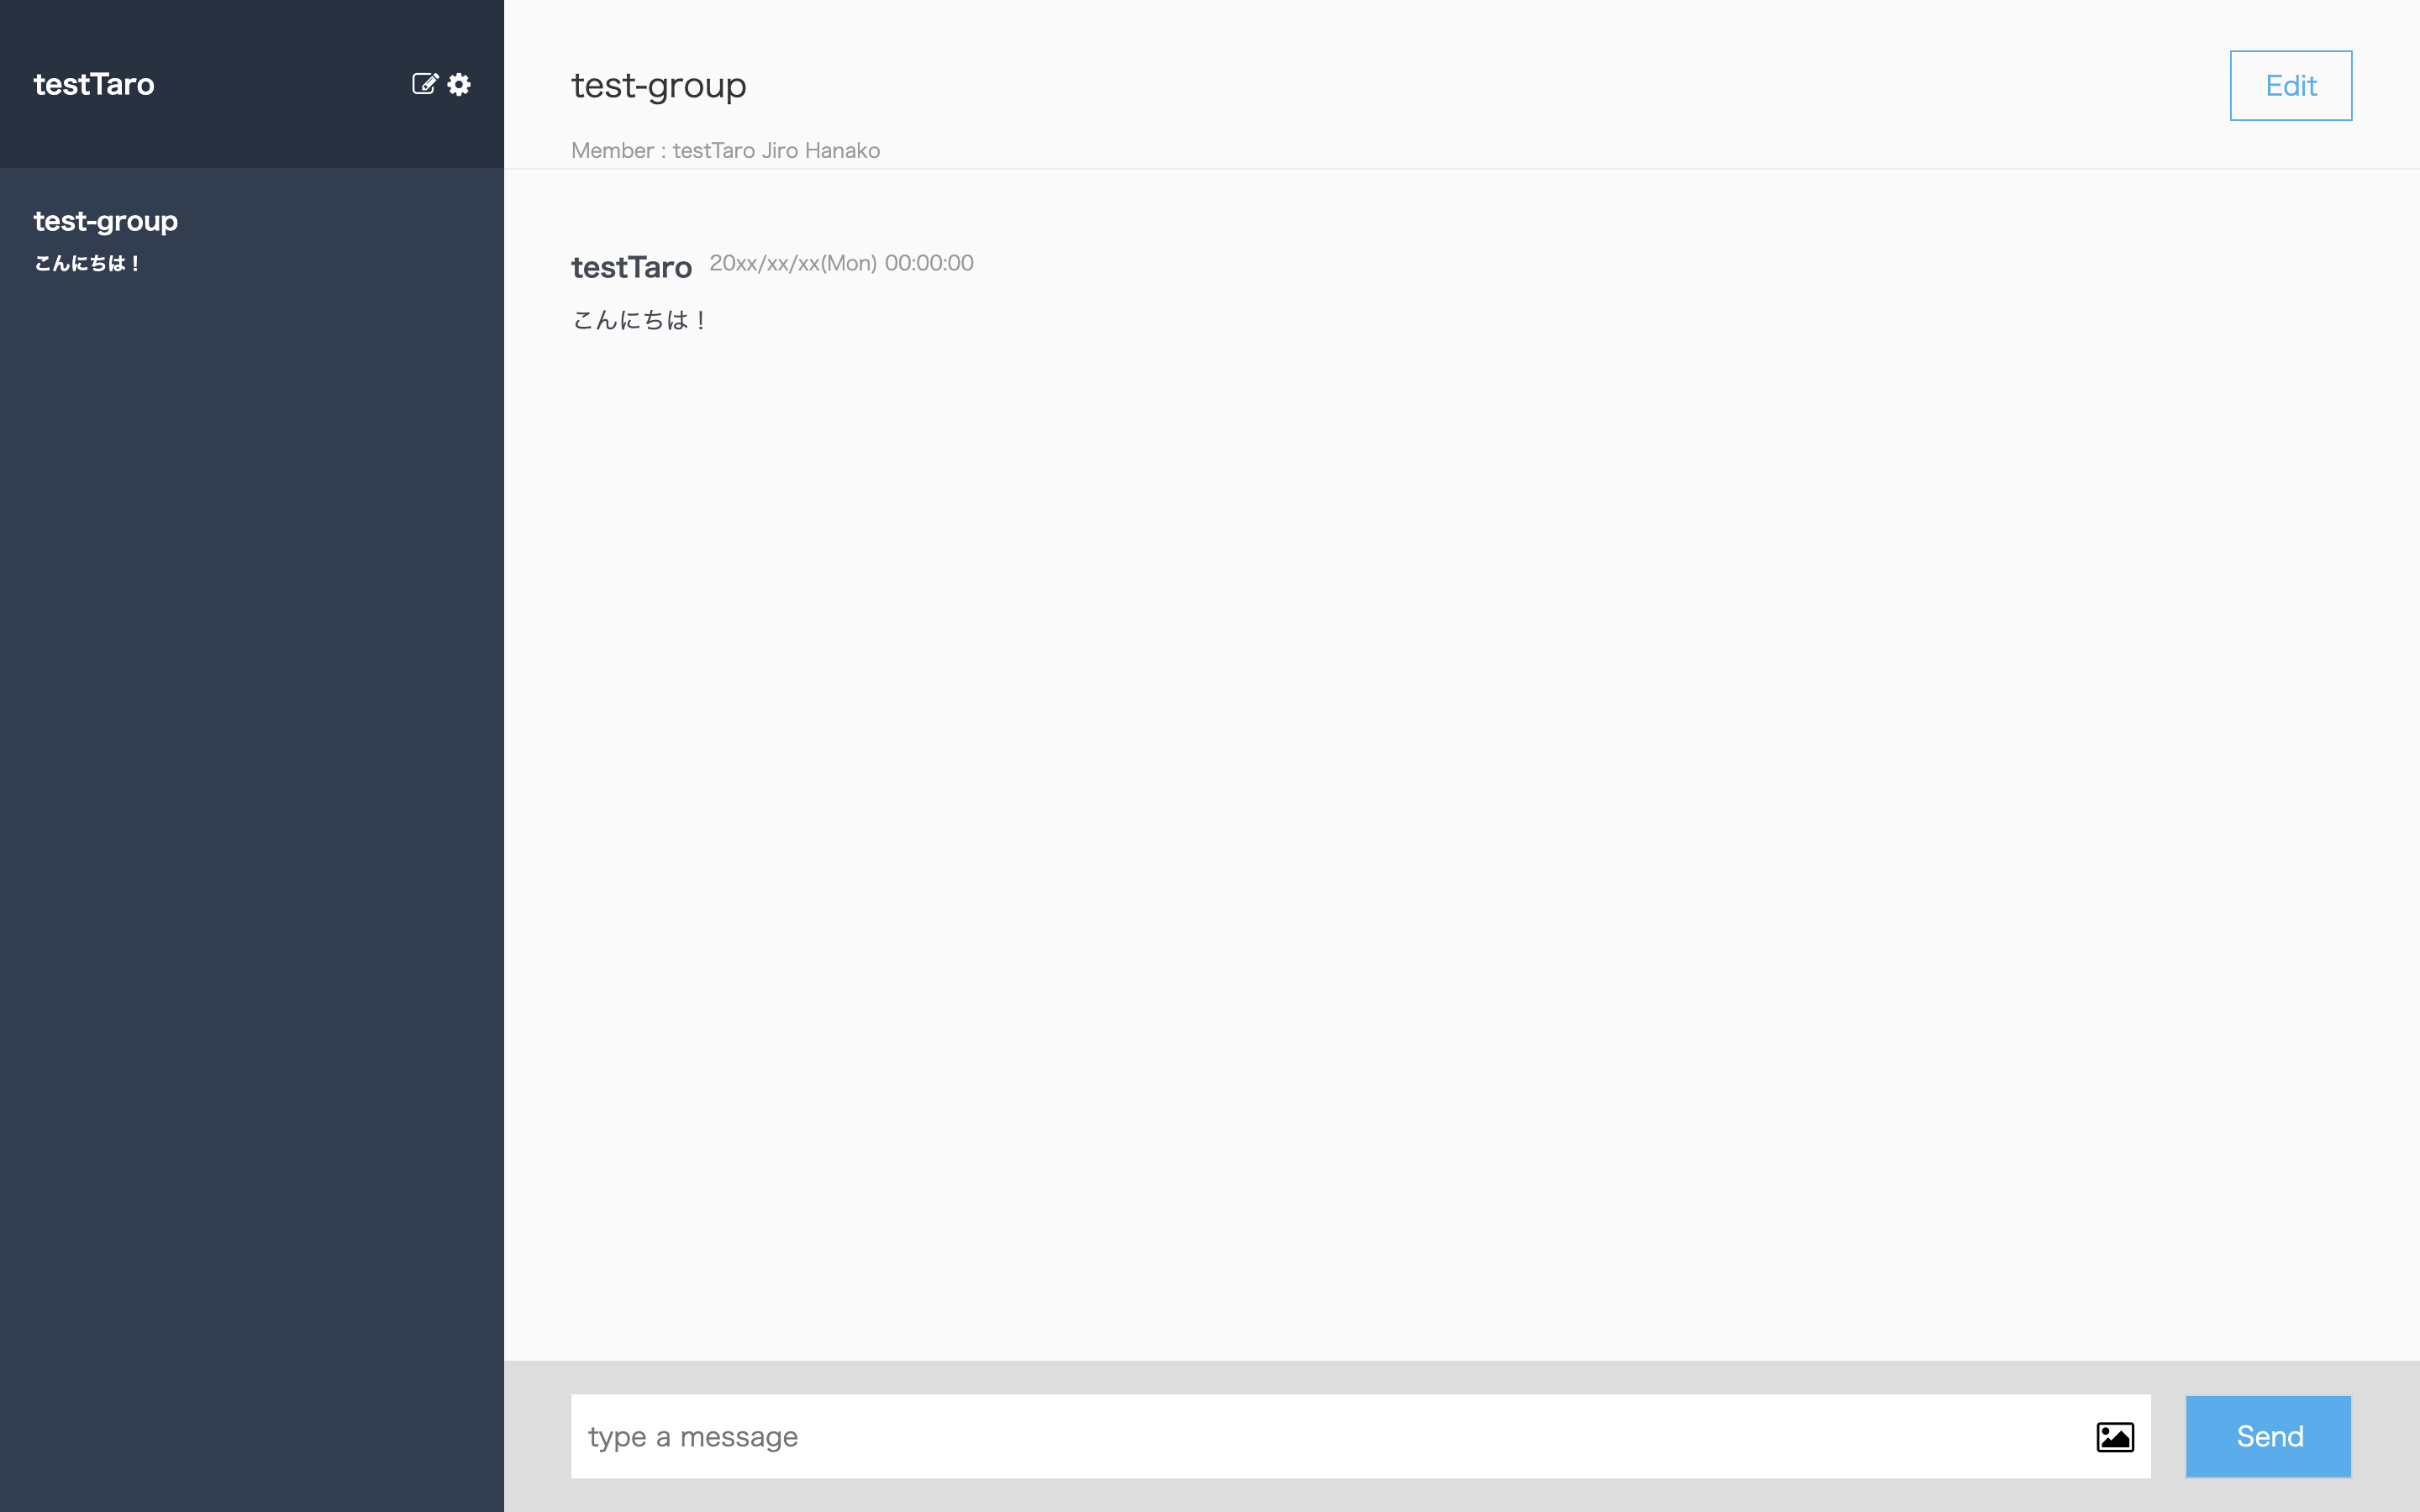 testTaro
test-group
こんにちは！
test-group
Edit
Member : testTaro Jiro Hanako
testTaro 20xx/xx/xx(Mon) 00:00:00
こんにちは！
type a message
Send